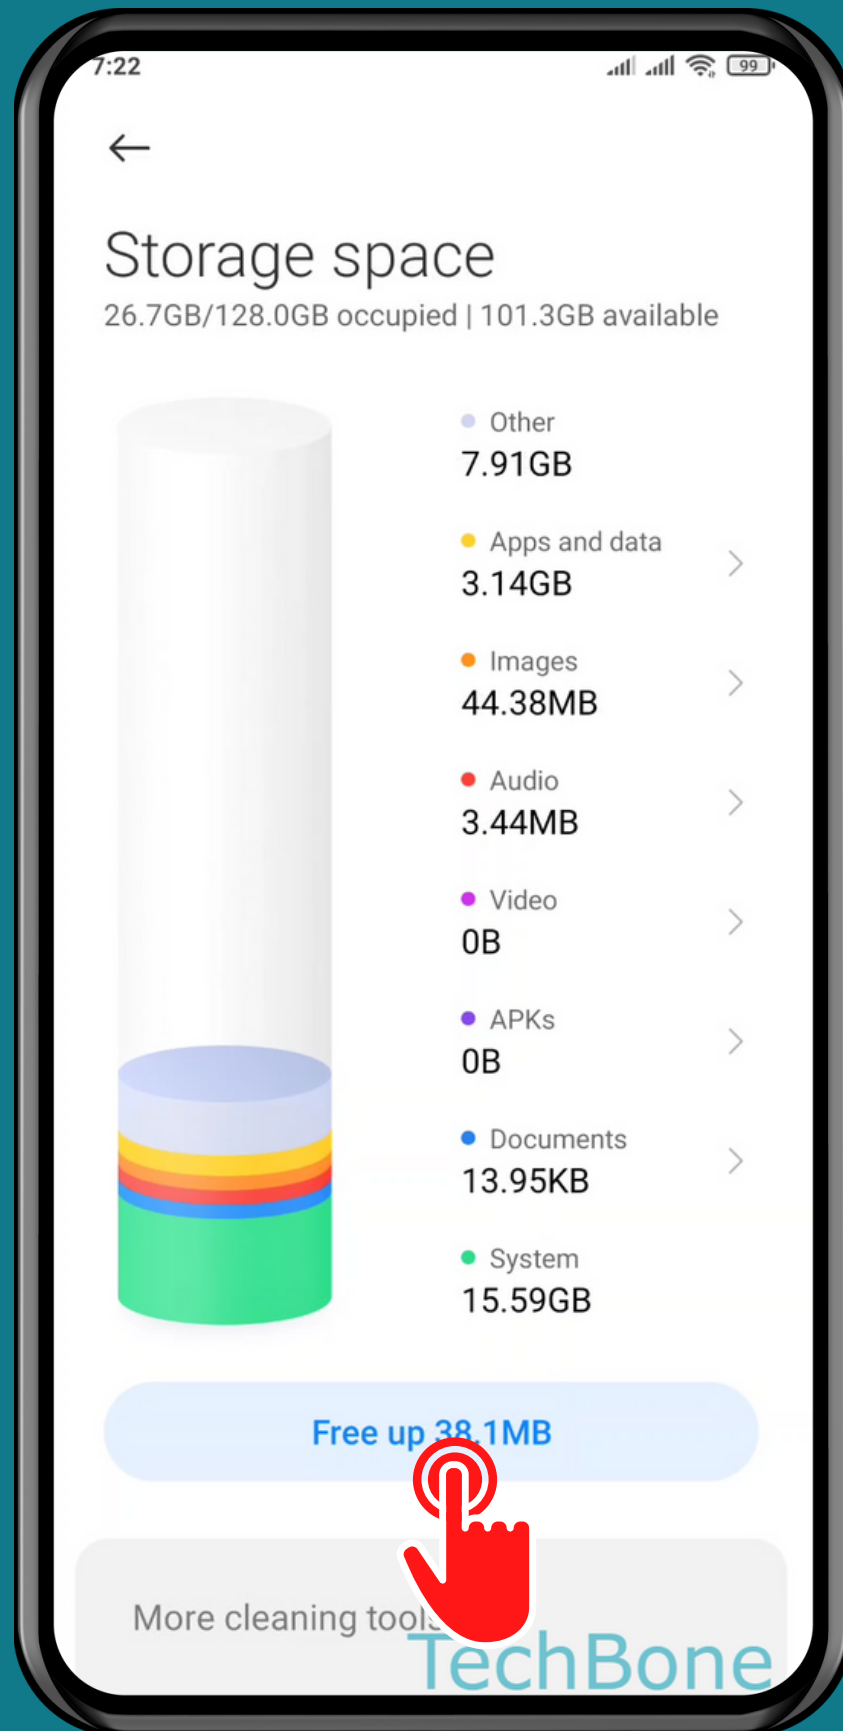 7:22
99
Storage space
26.7GB/128.0GB occupied | 101.3GB available
Other
7.91GB
Apps and data
3.14GB
Images
44.38MB
Audio
3.44MB
Video
0B
APKs
0B
Documents
13.95KB
System
15.59GB
Free up 38.1MB
More cleaning tools
TechBone